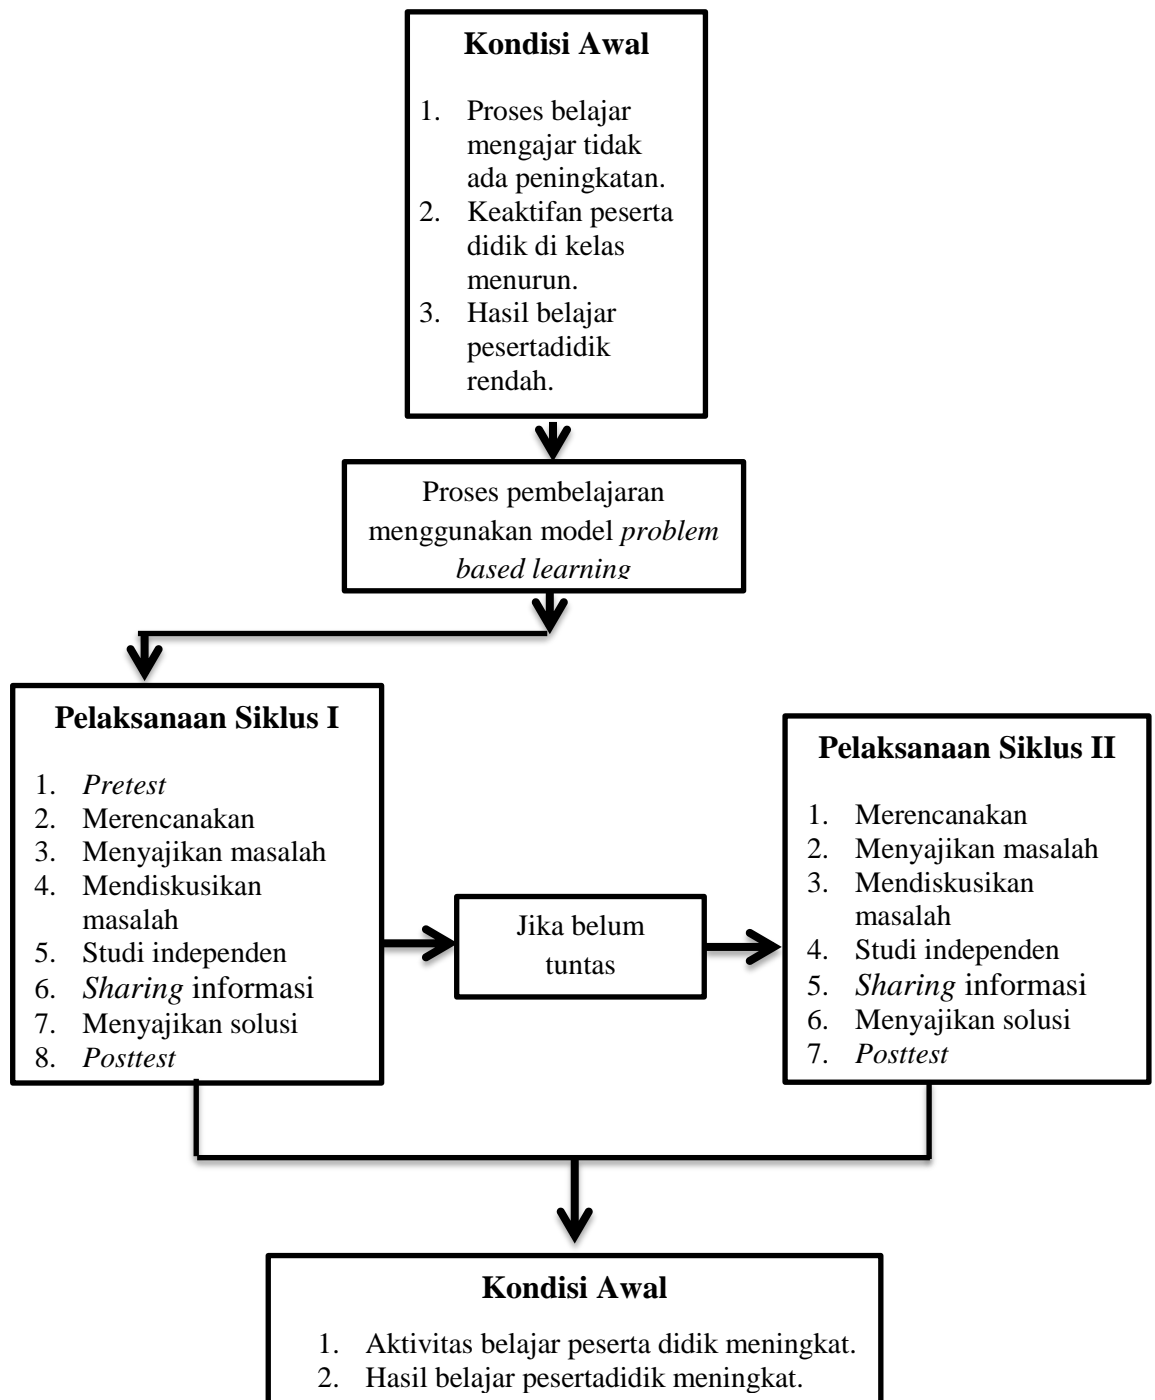 Kondisi Awal
1. Proses belajar
mengajar tidak
ada peningkatan.
2. Keaktifan peserta
didik di kelas
menurun.
3. Hasil belajar
pesertadidik
rendah.
Proses pembelajaran
menggunakan model problem
based learning
Pelaksanaan Siklus I
1. Pretest
2. Merencanakan
3. Menyajikan masalah
4. Mendiskusikan
masalah
5. Studi independen
6. Sharing informasi
7. Menyajikan solusi
8. Posttest
Jika belum
tuntas
Pelaksanaan Siklus II
1. Merencanakan
2. Menyajikan masalah
3. Mendiskusikan
masalah
4. Studi independen
5. Sharing informasi
6. Menyajikan solusi
7. Posttest
Kondisi Awal
1. Aktivitas belajar peserta didik meningkat.
2. Hasil belajar pesertadidik meningkat.